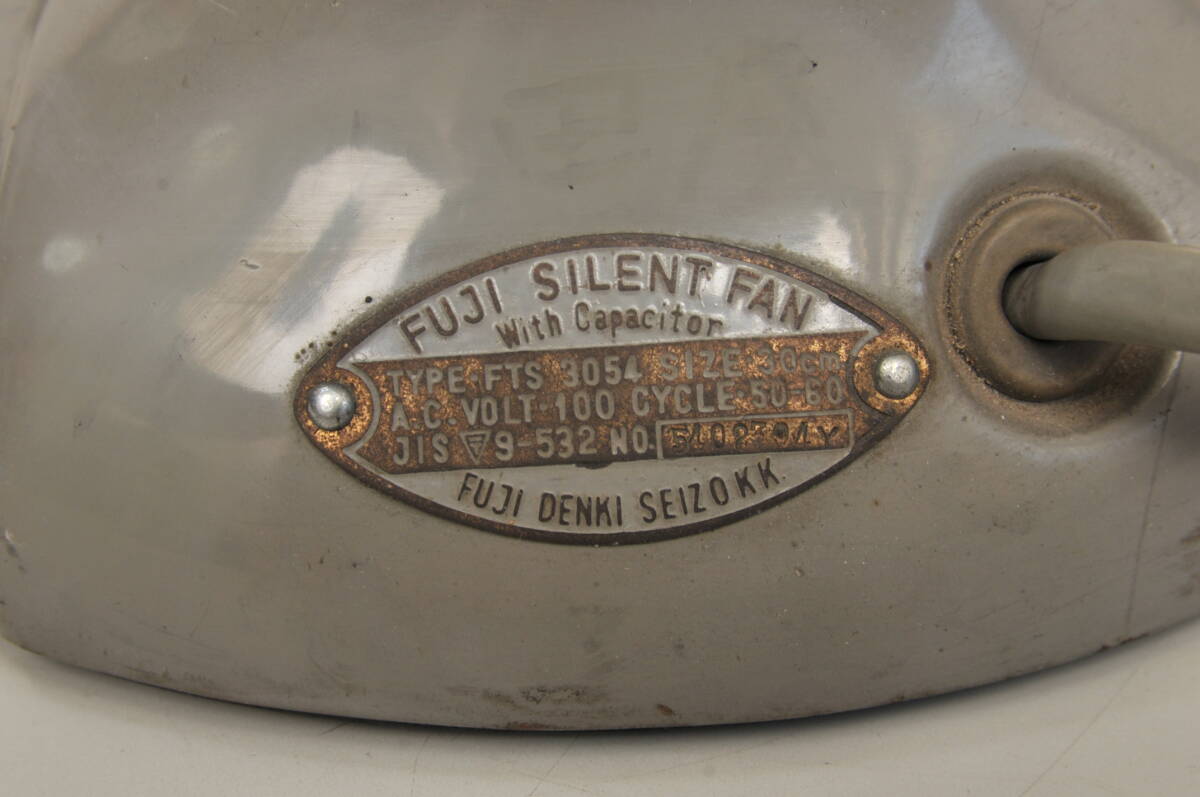 FUJI SILENT FAN
With Capacitor
TYPE·FTS 3054 SIZE 30cm
A.C. VOLT·100 CYCLE·50-60
JIS 9-532 NO.
FUJI DENKI SEIZO KK.